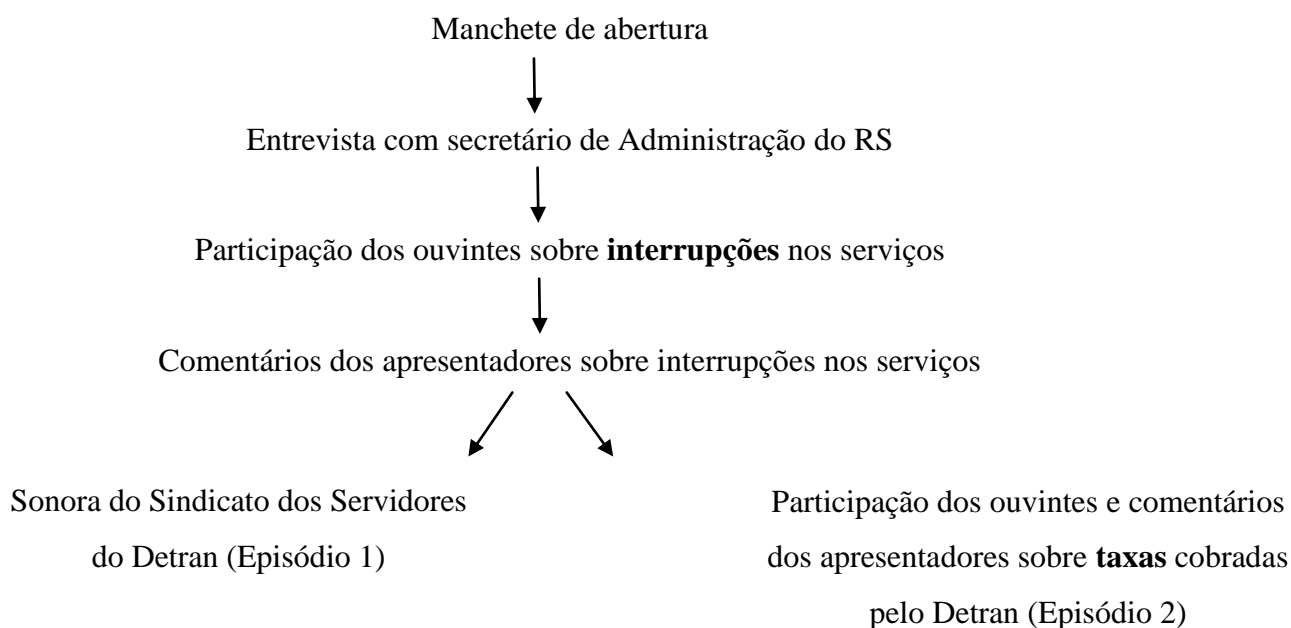 Manchete de abertura
Entrevista com secretário de Administração do RS
Participação dos ouvintes sobre interrupções nos serviços
Comentários dos apresentadores sobre interrupções nos serviços
Sonora do Sindicato dos Servidores
do Detran (Episódio 1)
Participação dos ouvintes e comentários
dos apresentadores sobre taxas cobradas
pelo Detran (Episódio 2)